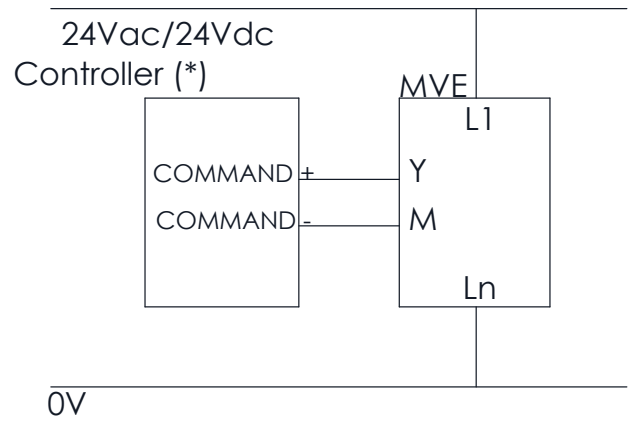 24Vac/24Vdc
Controller (*)
MVE
L1
COMMAND + Y
COMMAND - M
Ln
0V